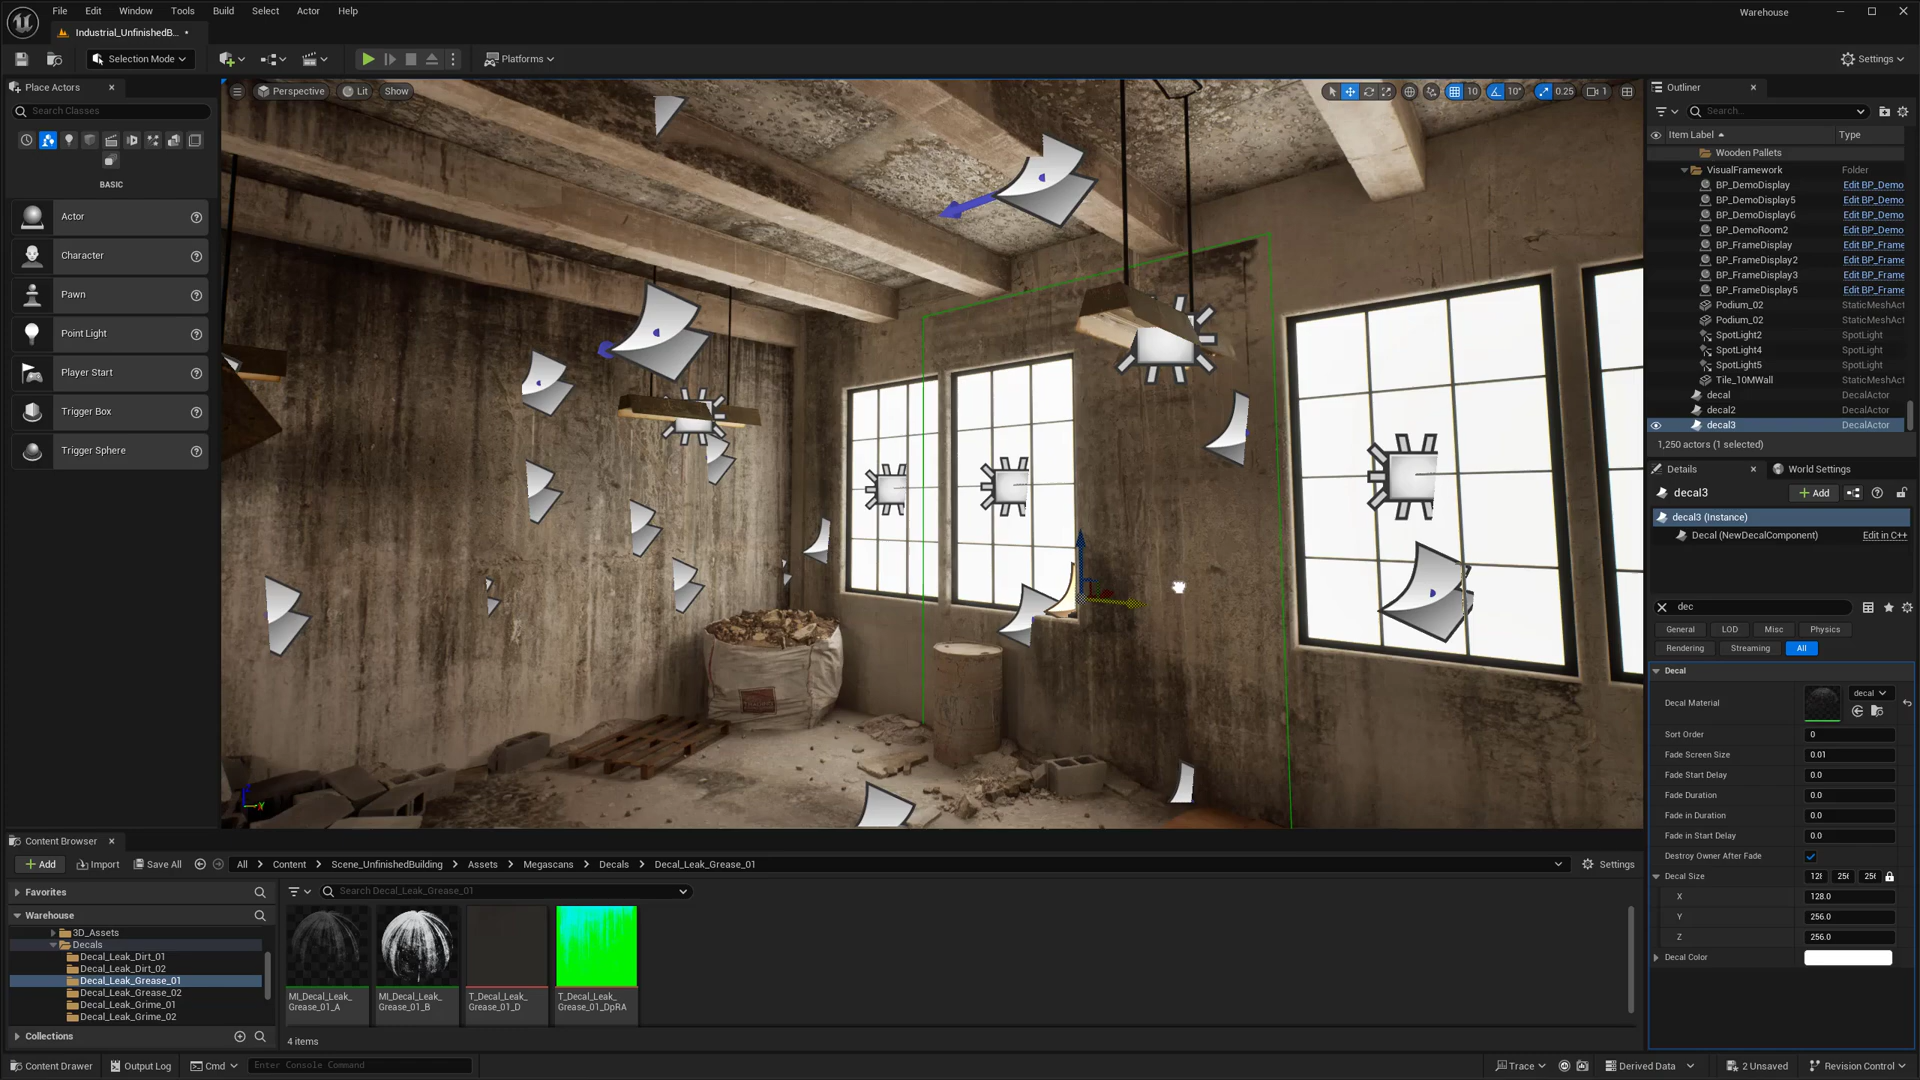 File Edit Window Tools Build Select Actor Help
Warehouse
Industrial_UnfinishedB...
Selection Mode
Platforms
Settings
Place Actors
Search Classes
BASIC
Actor
Character
Pawn
Point Light
Player Start
Trigger Box
Trigger Sphere
Perspective Lit Show
10 10° 0.25 1
Outliner
Search...
Item Label Type
Wooden Pallets
VisualFramework Folder
BP_DemoDisplay Edit BP_Demo
BP_DemoDisplay5 Edit BP_Demo
BP_DemoDisplay6 Edit BP_Demo
BP_DemoRoom2 Edit BP_Demo
BP_FrameDisplay Edit BP_Frame
BP_FrameDisplay2 Edit BP_Frame
BP_FrameDisplay3 Edit BP_Frame
BP_FrameDisplay5 Edit BP_Frame
Podium_02 StaticMeshAct
Podium_02 StaticMeshAct
SpotLight2 SpotLight
SpotLight4 SpotLight
SpotLight5 SpotLight
Tile_10MWall StaticMeshAct
decal DecalActor
decal2 DecalActor
decal3 DecalActor
1,250 actors (1 selected)
Details World Settings
decal3 Add
decal3 (Instance)
Decal (NewDecalComponent) Edit in C++
dec
General LOD Misc Physics
Rendering Streaming All
Decal
Decal Material decal
Sort Order 0
Fade Screen Size 0.01
Fade Start Delay 0.0
Fade Duration 0.0
Fade in Duration 0.0
Fade in Start Delay 0.0
Destroy Owner After Fade
Decal Size 128 256 256
X 128.0
Y 256.0
Z 256.0
Decal Color
Content Browser
Add Import Save All All Content Scene_UnfinishedBuilding Assets Megascans Decals Decal_Leak_Grease_01 Settings
Favorites
Search Decal_Leak_Grease_01
Warehouse
3D_Assets
Decals
Decal_Leak_Dirt_01
Decal_Leak_Dirt_02
Decal_Leak_Grease_01
Decal_Leak_Grease_02
Decal_Leak_Grime_01
Decal_Leak_Grime_02
Collections
MI_Decal_Leak_
Grease_01_A
MI_Decal_Leak_
Grease_01_B
T_Decal_Leak_
Grease_01_D
T_Decal_Leak_
Grease_01_DpRA
4 items
Content Drawer Output Log Cmd Enter Console Command
Trace Derived Data 2 Unsaved Revision Control